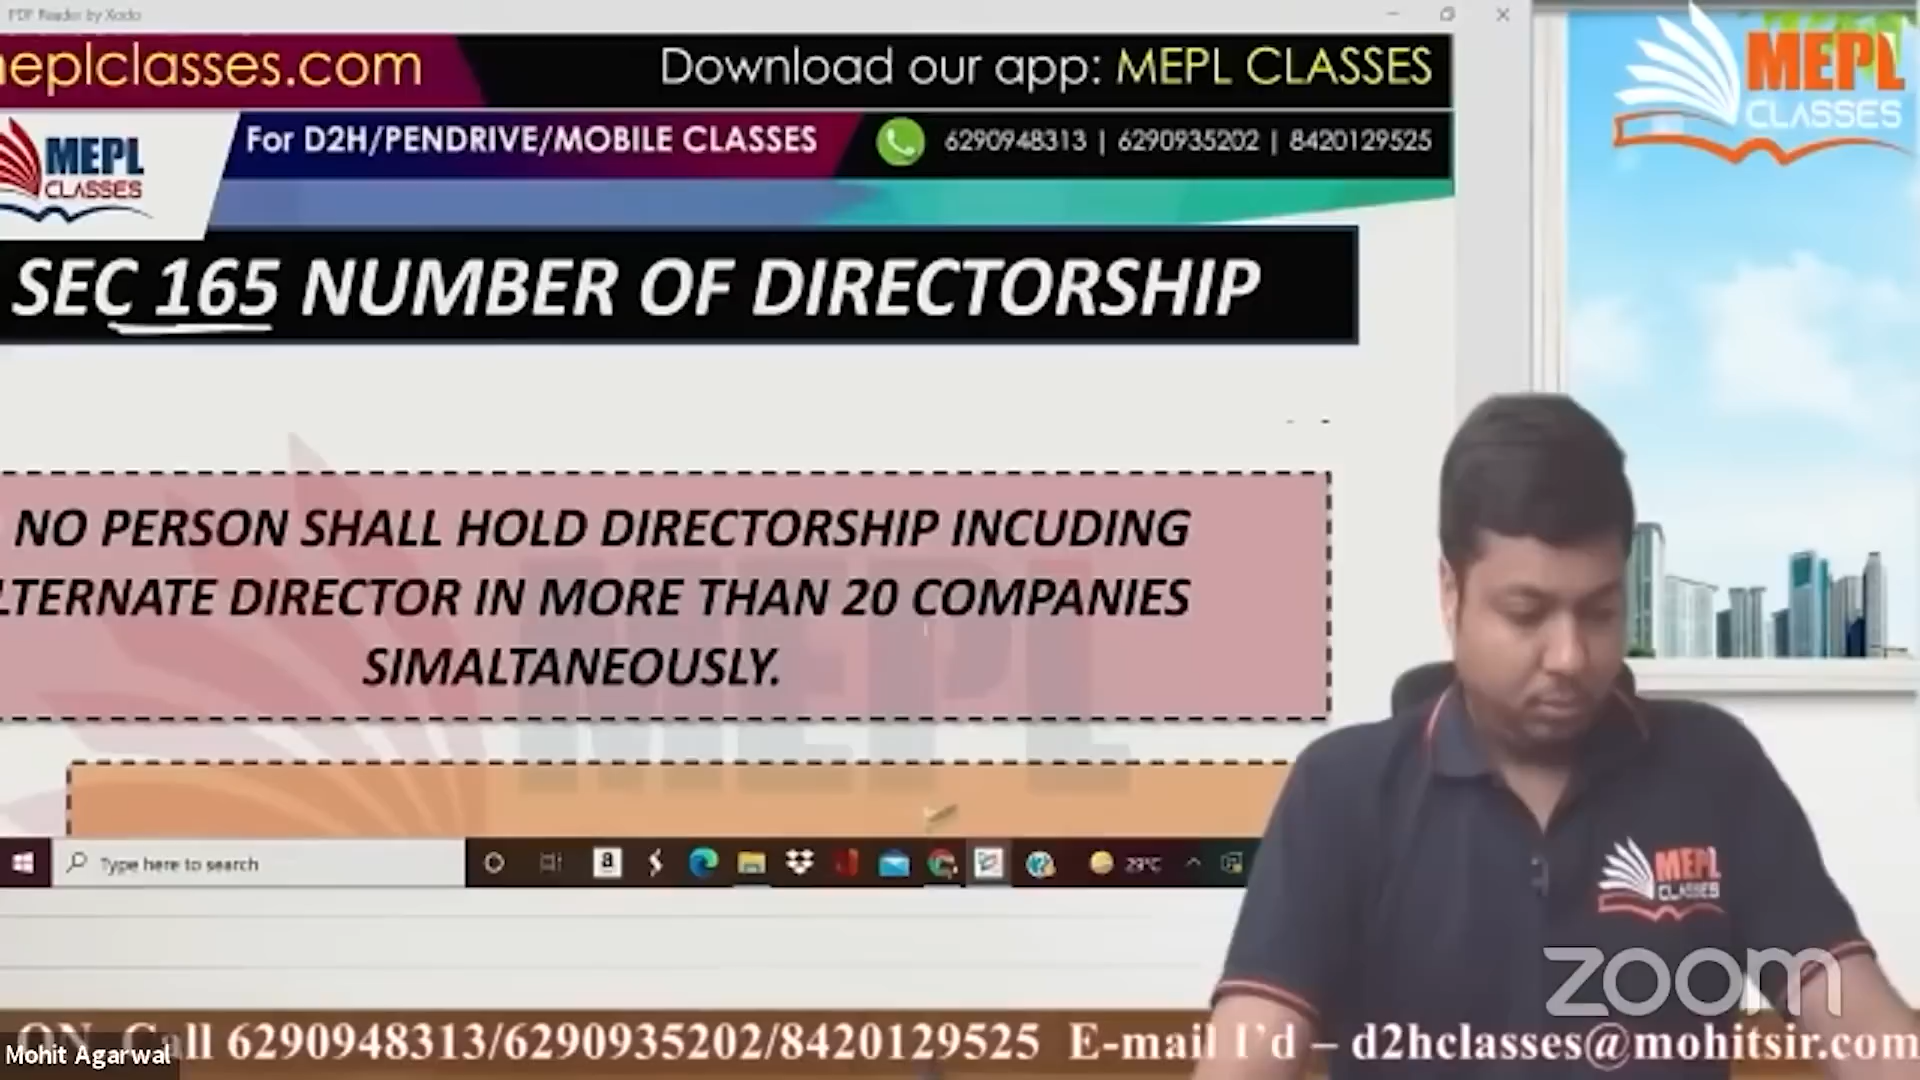 PDF Reader by Xodo
neplclasses.com
Download our app: MEPL CLASSES
MEPL
CLASSES
MEPL
CLASSES
For D2H/PENDRIVE/MOBILE CLASSES
6290948313 | 6290935202 | 8420129525
SEC 165 NUMBER OF DIRECTORSHIP
NO PERSON SHALL HOLD DIRECTORSHIP INCUDING
LTERNATE DIRECTOR IN MORE THAN 20 COMPANIES
SIMALTANEOUSLY.
MEPL
Type here to search
29°C
MEPL
CLASSES
zoom
ON Call 6290948313/6290935202/8420129525 E-mail I'd – d2hclasses@mohitsir.com
Mohit Agarwal